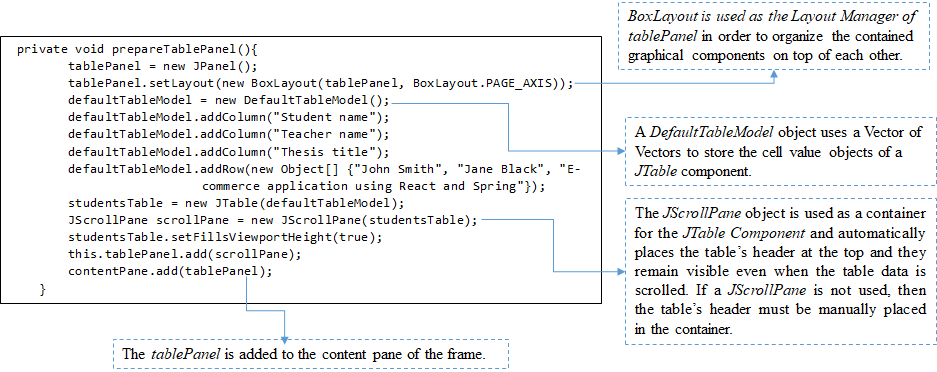 BoxLayout is used as the Layout Manager of
tablePanel in order to organize the contained
graphical components on top of each other.
private void prepareTablePanel(){
tablePanel = new JPanel();
tablePanel.setLayout(new BoxLayout(tablePanel, BoxLayout.PAGE_AXIS));
defaultTableModel = new DefaultTableModel();
defaultTableModel.addColumn("Student name");
defaultTableModel.addColumn("Teacher name");
defaultTableModel.addColumn("Thesis title");
defaultTableModel.addRow(new Object[] {"John Smith", "Jane Black", "E-
commerce application using React and Spring"});
studentsTable = new JTable(defaultTableModel);
JScrollPane scrollPane = new JScrollPane(studentsTable);
studentsTable.setFillsViewportHeight(true);
this.tablePanel.add(scrollPane);
contentPane.add(tablePanel);
}
A DefaultTableModel object uses a Vector of
Vectors to store the cell value objects of a
JTable component.
The JScrollPane object is used as a container
for the JTable Component and automatically
places the table's header at the top and they
remain visible even when the table data is
scrolled. If a JScrollPane is not used, then
the table's header must be manually placed
in the container.
The tablePanel is added to the content pane of the frame.